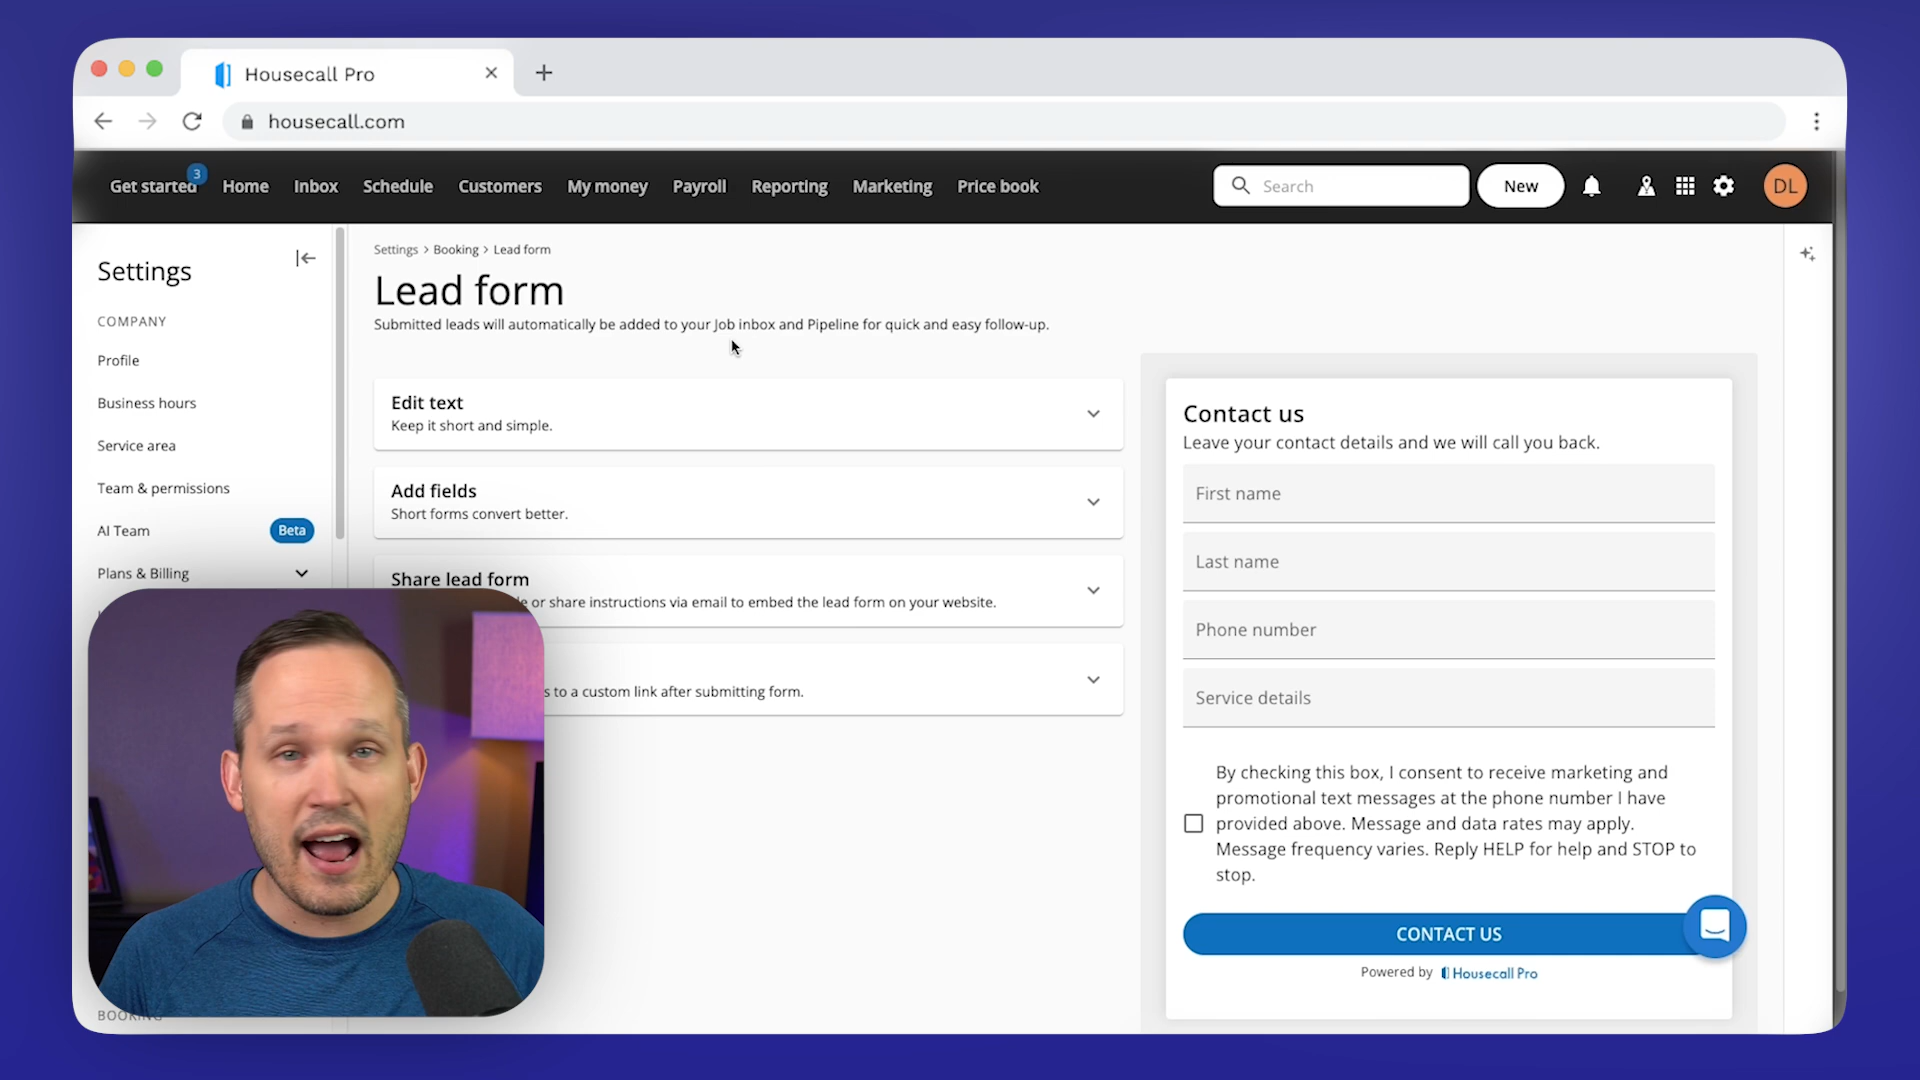 Housecall Pro
housecall.com
Get started 3 Home Inbox Schedule Customers My money Payroll Reporting Marketing Price book Search New DL
Settings
COMPANY
Profile
Business hours
Service area
Team & permissions
AI Team Beta
Plans & Billing
BOOKING
Settings > Booking > Lead form
Lead form
Submitted leads will automatically be added to your Job inbox and Pipeline for quick and easy follow-up.
Edit text
Keep it short and simple.
Add fields
Short forms convert better.
Share lead form
or share instructions via email to embed the lead form on your website.
to a custom link after submitting form.
Contact us
Leave your contact details and we will call you back.
First name
Last name
Phone number
Service details
By checking this box, I consent to receive marketing and
promotional text messages at the phone number I have
provided above. Message and data rates may apply.
Message frequency varies. Reply HELP for help and STOP to
stop.
CONTACT US
Powered by Housecall Pro